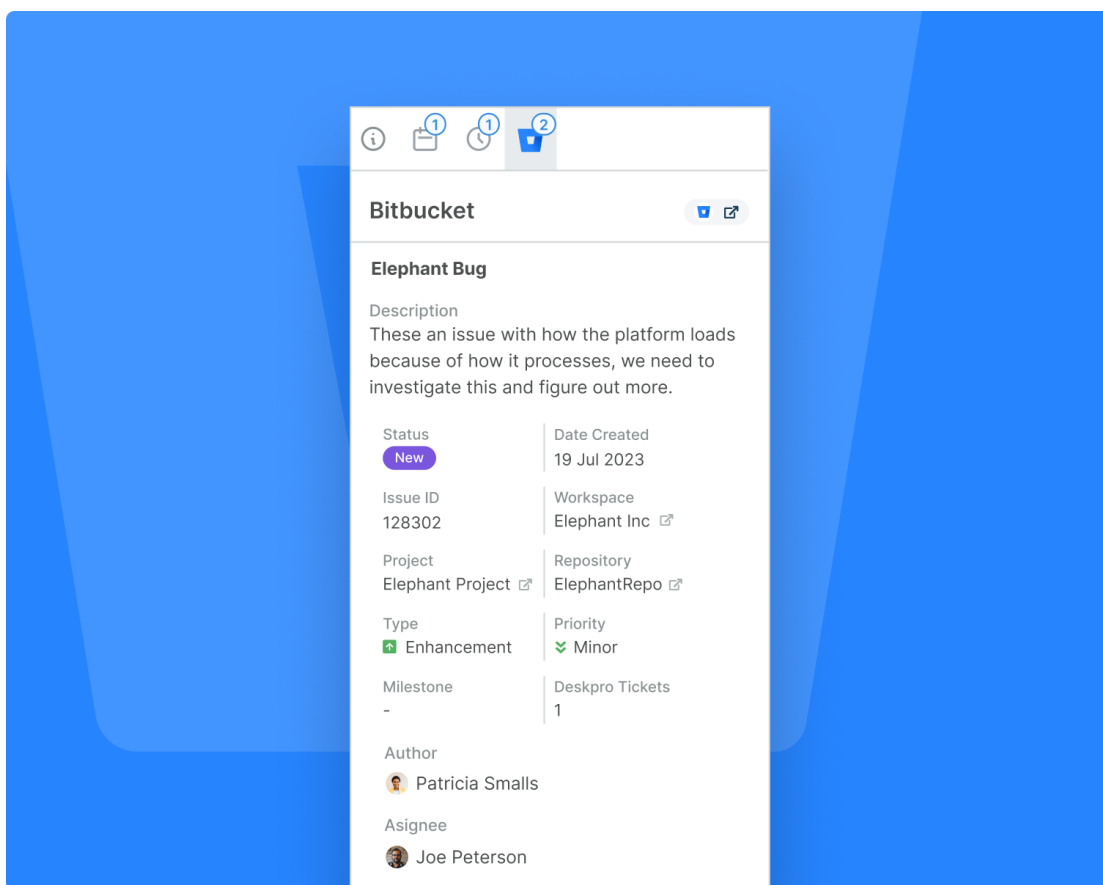 1 1 2
Bitbucket
Elephant Bug
Description
These an issue with how the platform loads
because of how it processes, we need to
investigate this and figure out more.
Status Date Created
New 19 Jul 2023
Issue ID Workspace
128302 Elephant Inc
Project Repository
Elephant Project ElephantRepo
Type Priority
Enhancement Minor
Milestone Deskpro Tickets
- 1
Author
Patricia Smalls
Asignee
Joe Peterson